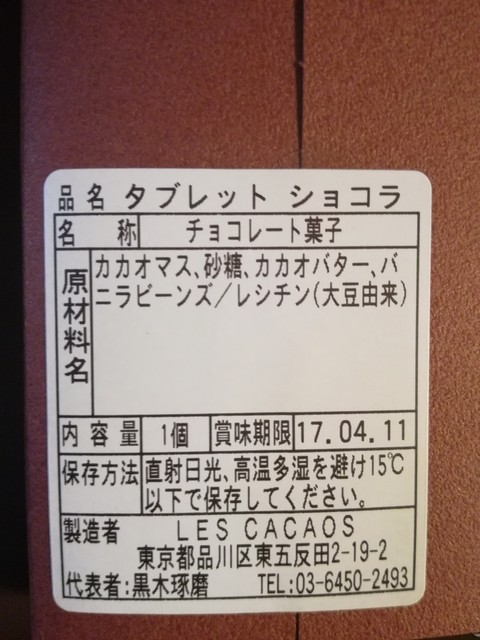 品名 タブレット ショコラ
名 称 チョコレート菓子
原材料名 カカオマス、砂糖、カカオバター、バ
ニラビーンズ／レシチン(大豆由来)
内容量 1個 賞味期限 17.04.11
保存方法 直射日光、高温多湿を避け15℃
以下で保存してください。
製造者 LES CACAOS
東京都品川区東五反田2-19-2
代表者:黒木琢磨 TEL:03-6450-2493